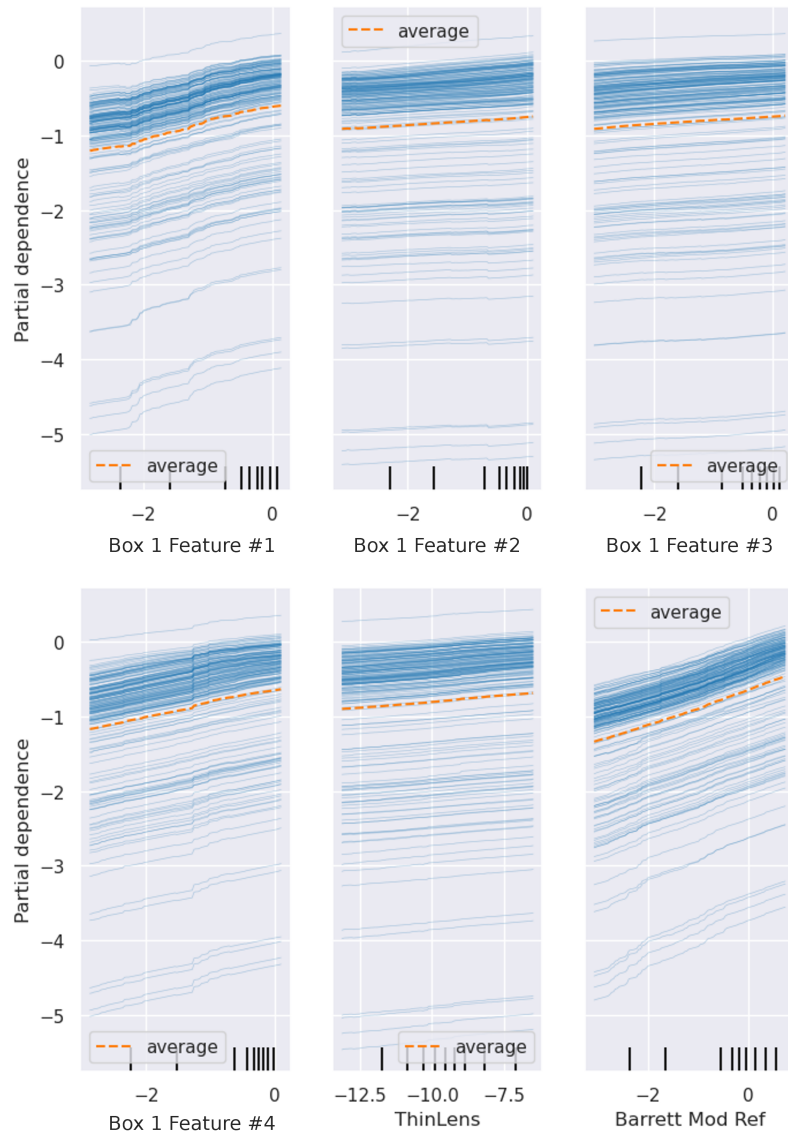 average
0
−1
−2
−3
−4
−5
Partial dependence
average
average
−2 0
−2 0
−2 0
Box 1 Feature #1
Box 1 Feature #2
Box 1 Feature #3
average
0
−1
−2
−3
−4
−5
Partial dependence
average
average
−2 0
−12.5 −10.0 −7.5
−2 0
Box 1 Feature #4
ThinLens
Barrett Mod Ref